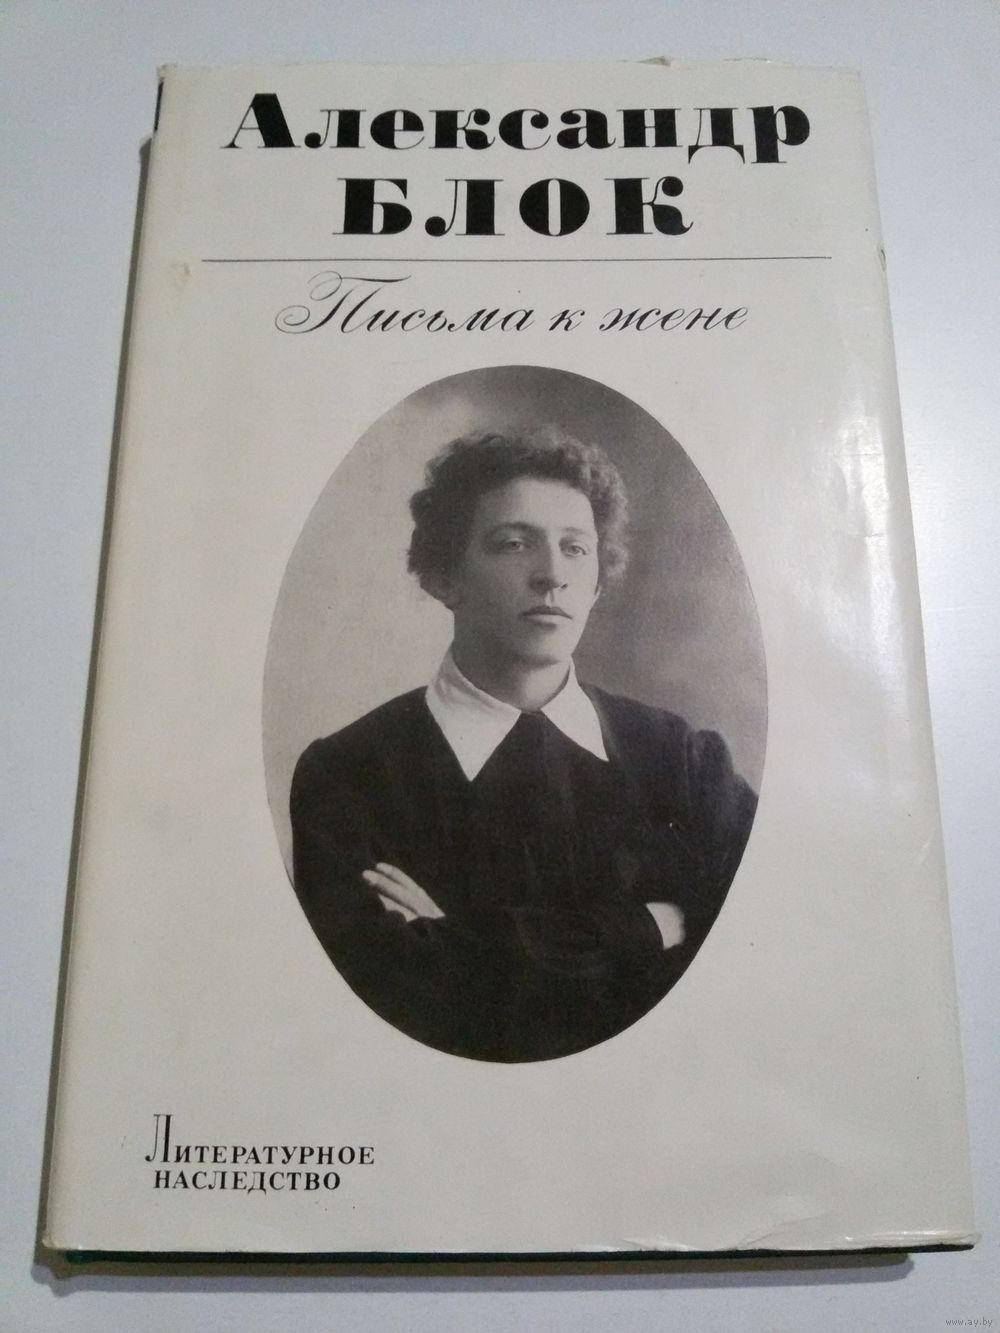 Александр
БЛОК
Письма к жене
ЛИТЕРАТУРНОЕ
НАСЛЕДСТВО
www.ay.by